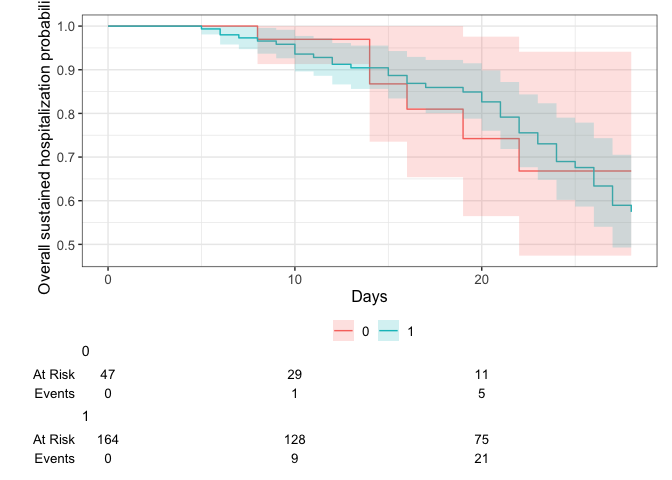 Overall sustained hospitalization probabili
1.0
0.9
0.8
0.7
0.6
0.5
0 10 20
Days
0 1
0
At Risk 47 29 11
Events 0 1 5
1
At Risk 164 128 75
Events 0 9 21